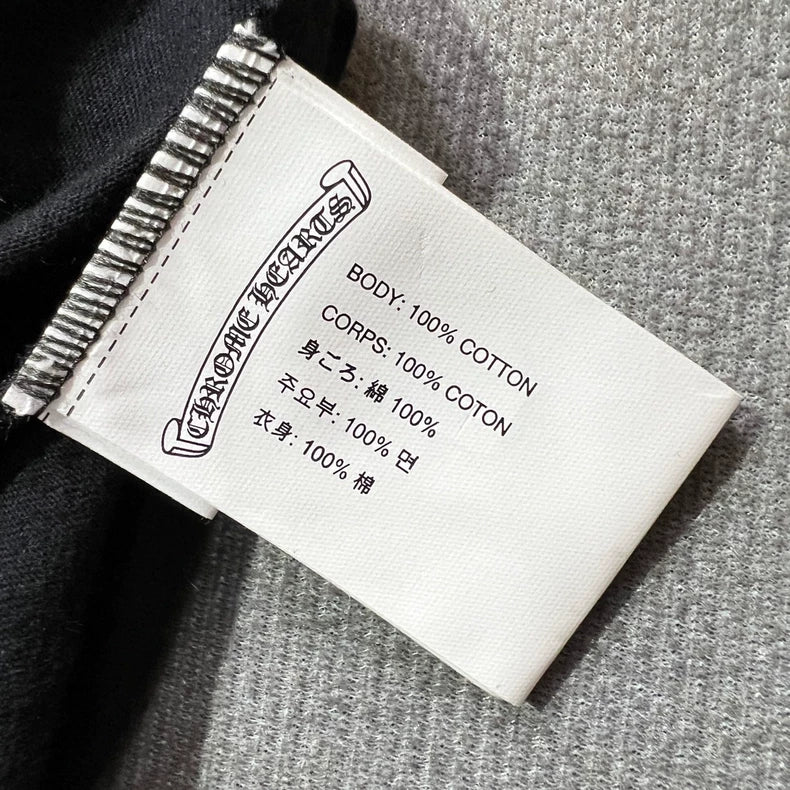 CHROME HEARTS
BODY: 100% COTTON
CORPS: 100% COTON
身ごろ: 綿 100%
주요부: 100% 면
衣身: 100% 棉